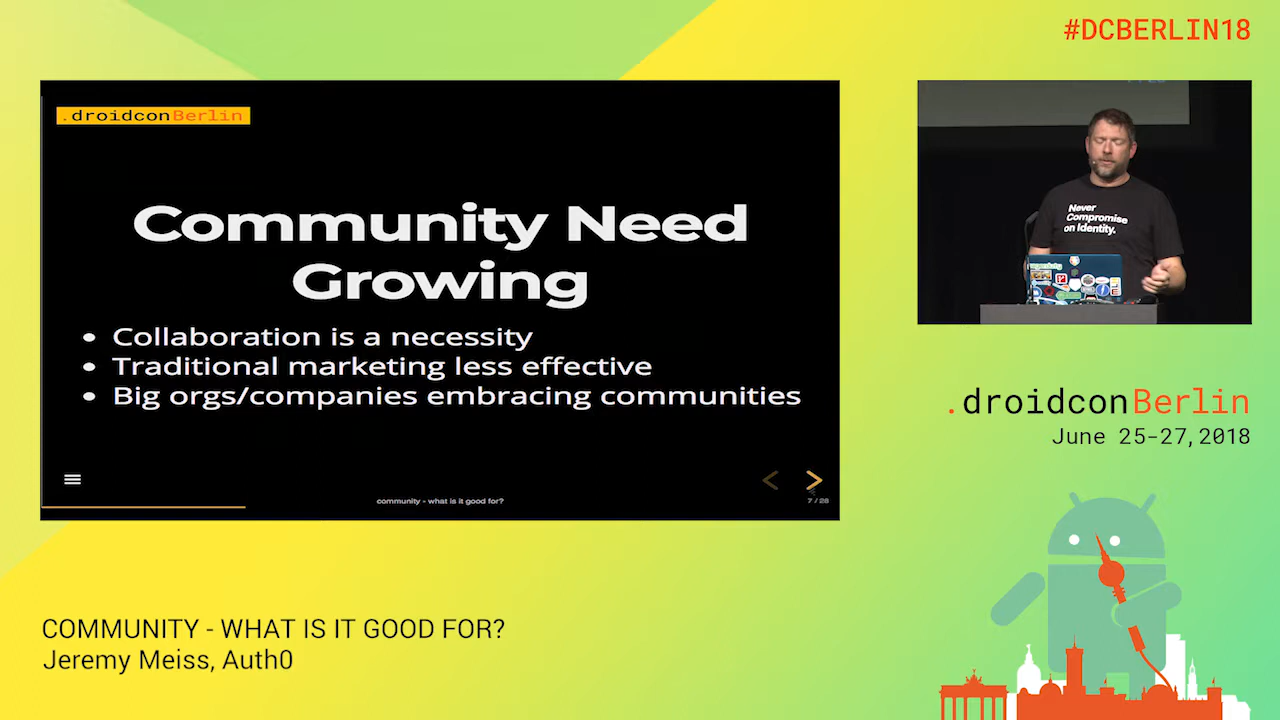 #DCBERLIN18
.droidconBerlin
Community Need
Growing
• Collaboration is a necessity
• Traditional marketing less effective
• Big orgs/companies embracing communities
community - what is it good for?
7 / 28
Never
Compromise
on Identity.
.droidconBerlin
June 25-27,2018
COMMUNITY - WHAT IS IT GOOD FOR?
Jeremy Meiss, Auth0